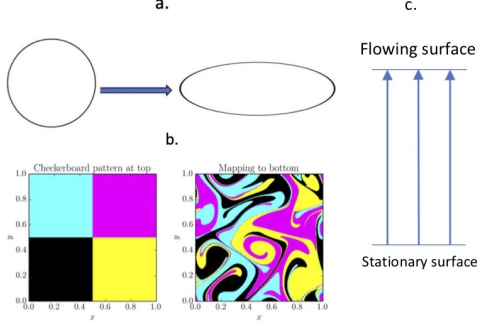 a.
c.
Flowing surface
b.
Checkerboard pattern at top
Mapping to bottom
1.0
0.8
0.6
0.4
0.2
0.0
y
0.0 0.2 0.4 0.6 0.8 1.0
x
1.0
0.8
0.6
0.4
0.2
0.0
y
0.0 0.2 0.4 0.6 0.8 1.0
x
Stationary surface